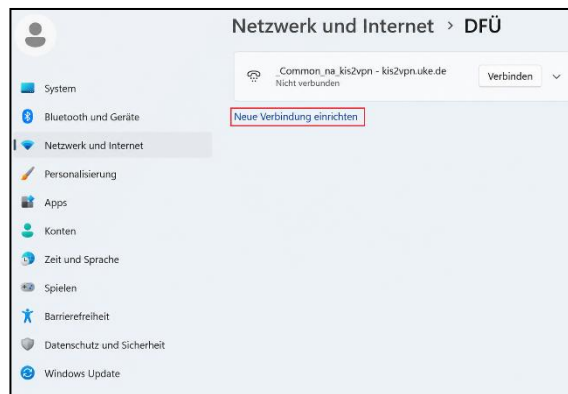 Netzwerk und Internet > DFÜ
_Common_na_kis2vpn - kis2vpn.uke.de
Nicht verbunden
Verbinden
Neue Verbindung einrichten
System
Bluetooth und Geräte
Netzwerk und Internet
Personalisierung
Apps
Konten
Zeit und Sprache
Spielen
Barrierefreiheit
Datenschutz und Sicherheit
Windows Update